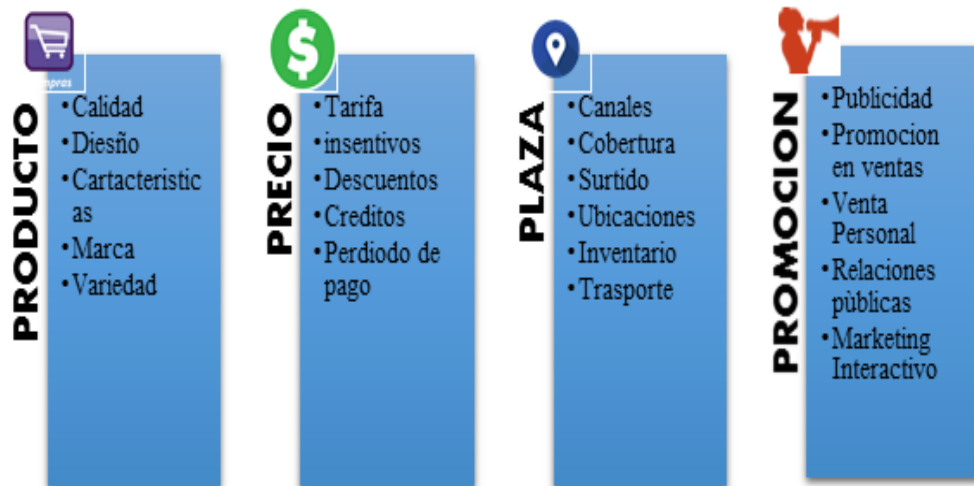 PRODUCTO
•Calidad
•Diesño
•Cartacteristic
as
•Marca
•Variedad
PRECIO
•Tarifa
•insentivos
•Descuentos
•Creditos
•Perdiodo de
pago
PLAZA
•Canales
•Cobertura
•Surtido
•Ubicaciones
•Inventario
•Trasporte
PROMOCION
•Publicidad
•Promocion
en ventas
•Venta
Personal
•Relaciones
pùblicas
•Marketing
Interactivo